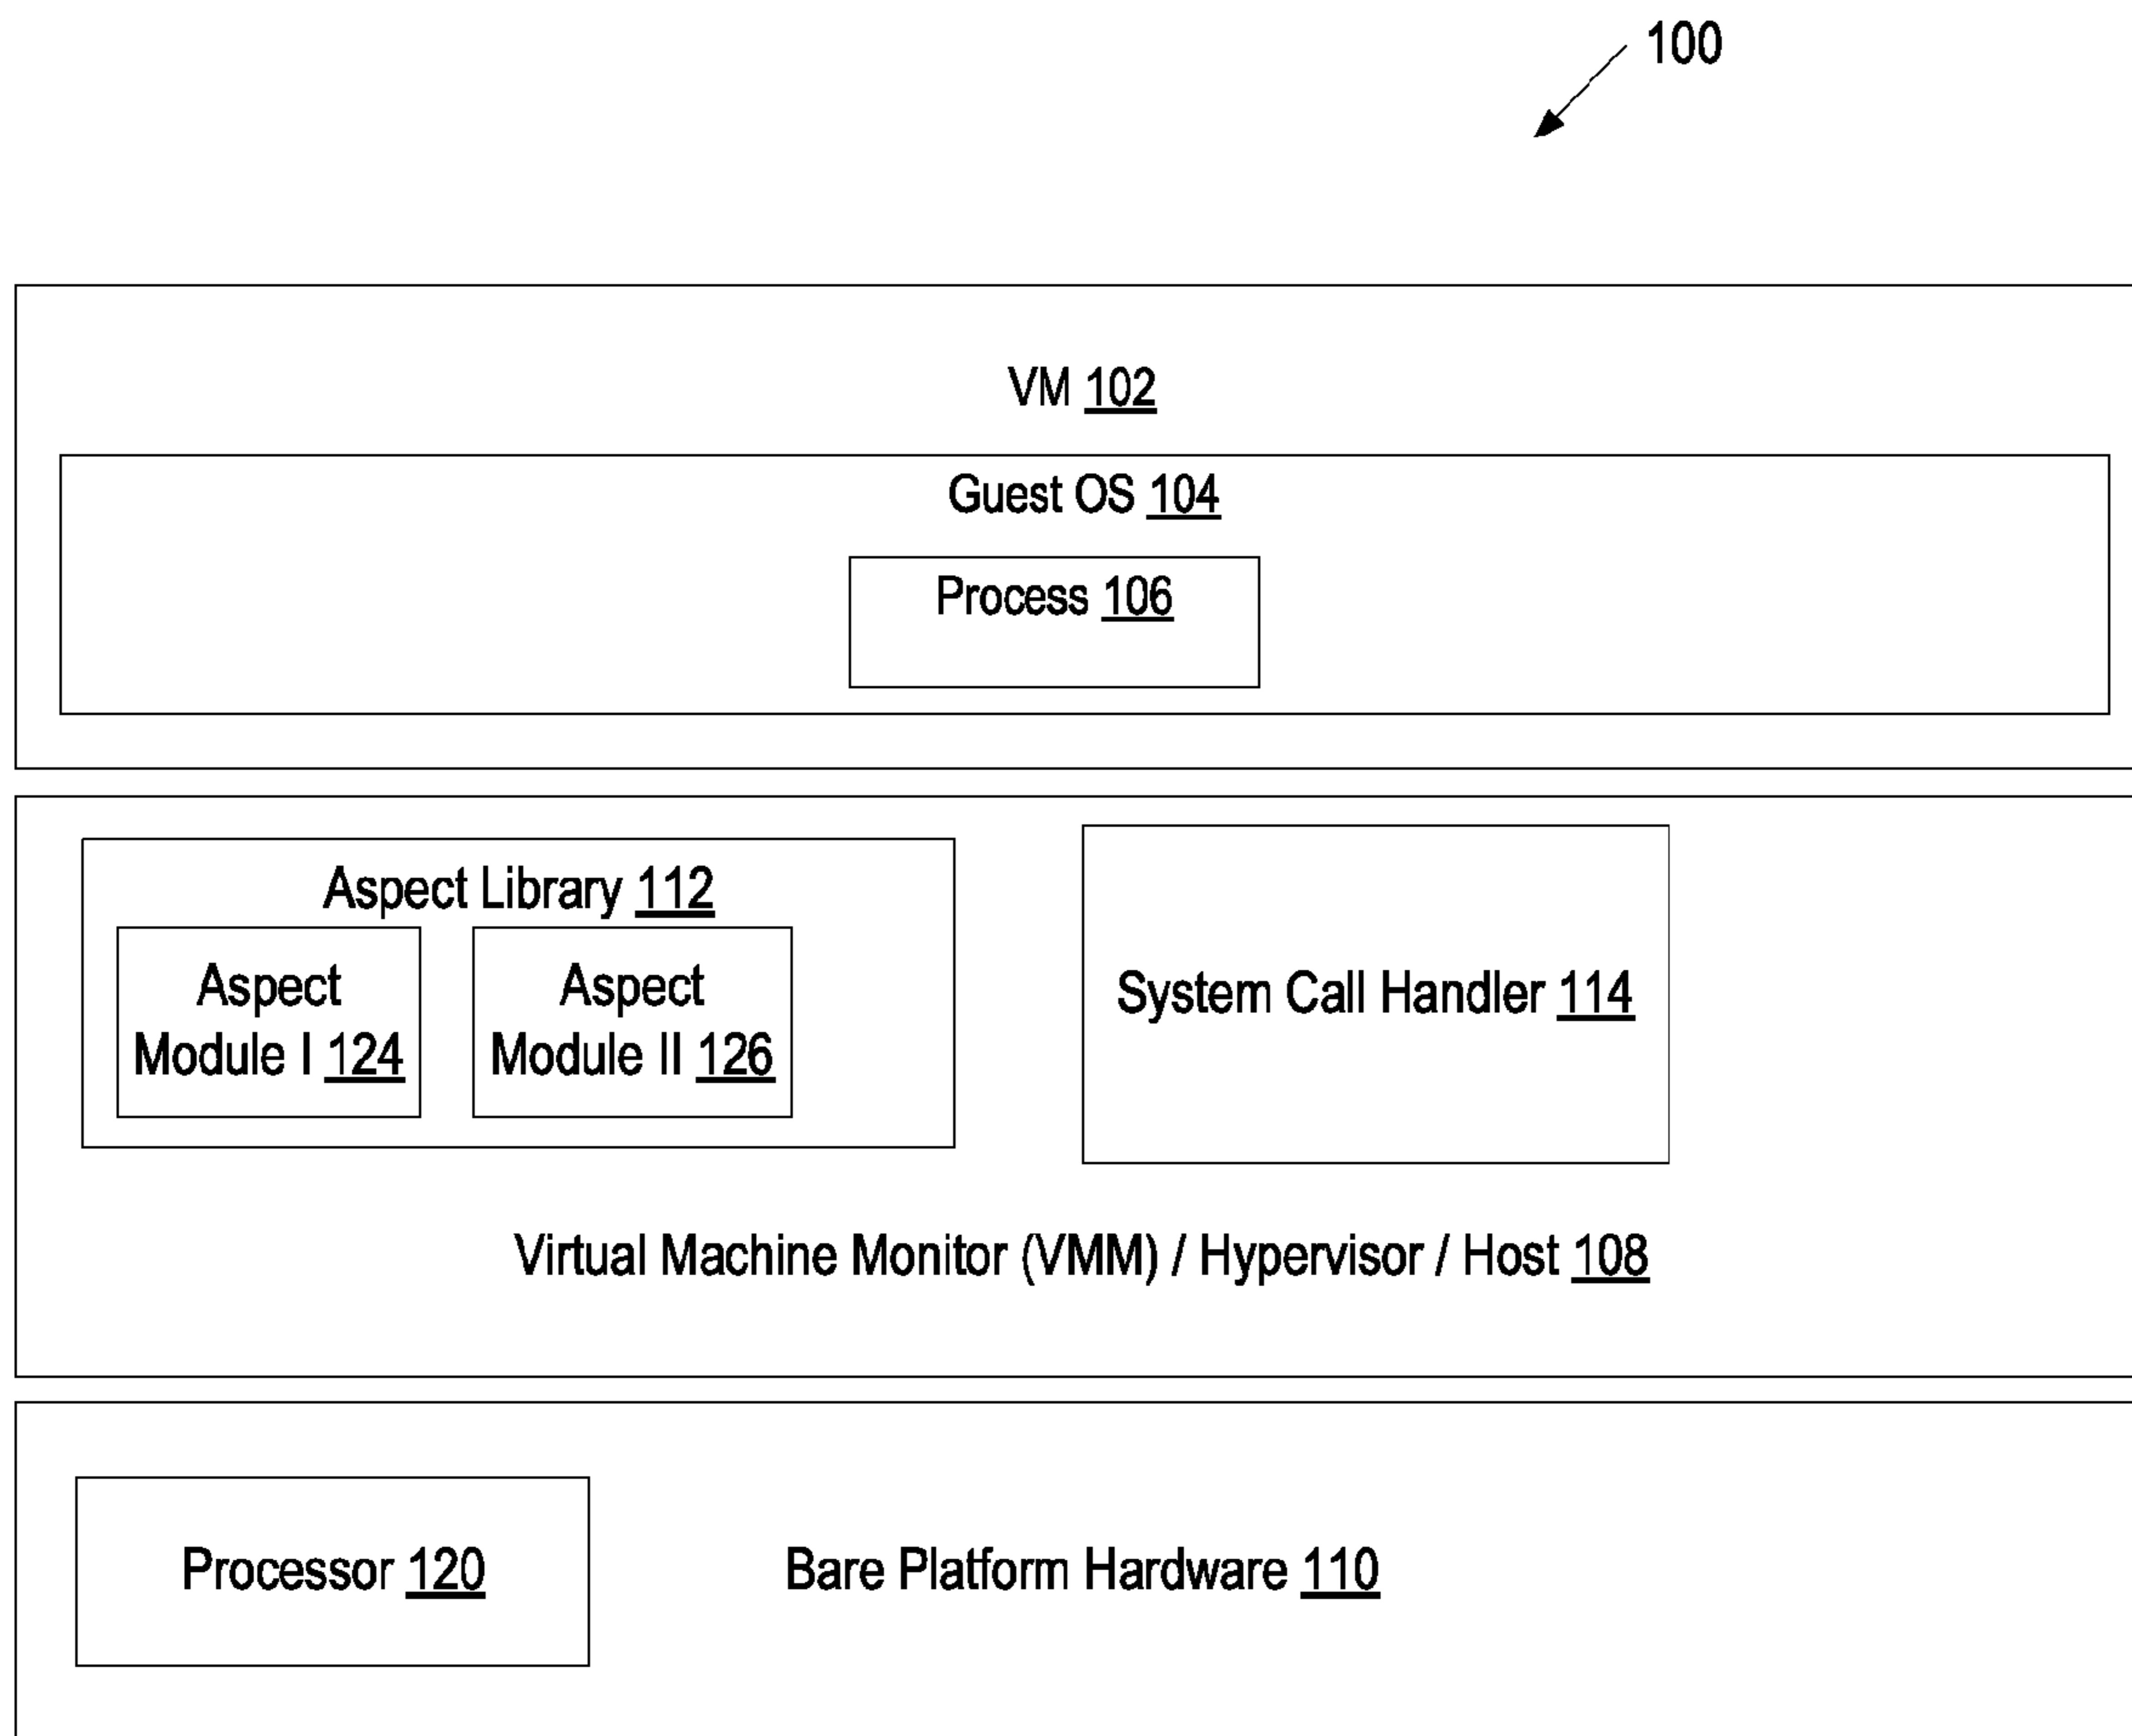 100
VM 102
Guest OS 104
Process 106
Aspect Library 112
Aspect
Module I 124
Aspect
Module II 126
System Call Handler 114
Virtual Machine Monitor (VMM) / Hypervisor / Host 108
Processor 120
Bare Platform Hardware 110